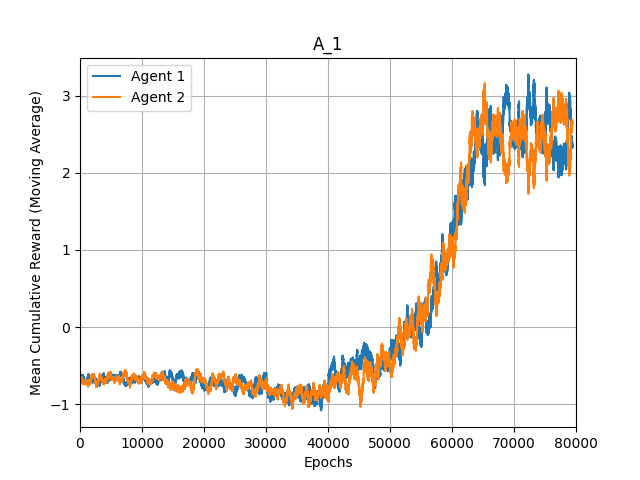 A_1
Agent 1
Agent 2
Mean Cumulative Reward (Moving Average)
3
2
1
0
−1
0 10000 20000 30000 40000 50000 60000 70000 80000
Epochs